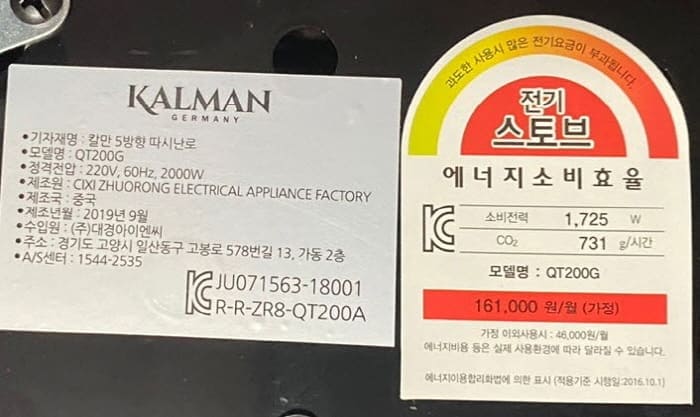 KALMAN
GERMANY
•기자재명 : 칼만 5방향 따시난로
•모델명 : QT200G
•정격전압 : 220V, 60Hz, 2000W
•제조원 : CIXI ZHUORONG ELECTRICAL APPLIANCE FACTORY
•제조국 : 중국
•제조년월 : 2019년 9월
•수입원 : (주)대경아이엔씨
•주소 : 경기도 고양시 일산동구 고봉로 578번길 13, 가동 2층
•A/S센터 : 1544-2535
JU071563-18001
R-R-ZR8-QT200A
과도한 사용시 많은 전기요금이 부과됩니다.
전기
스토브
에너지소비효율
소비전력 1,725 W
CO₂ 731 g/시간
모델명 : QT200G
161,000 원/월 (가정)
가정 이외사용시 : 46,000원/월
에너지비용 등은 실제 사용환경에 따라 달라질 수 있습니다.
에너지이용합리화법에 의한 표시 (적용기준 시행일:2016.10.1)